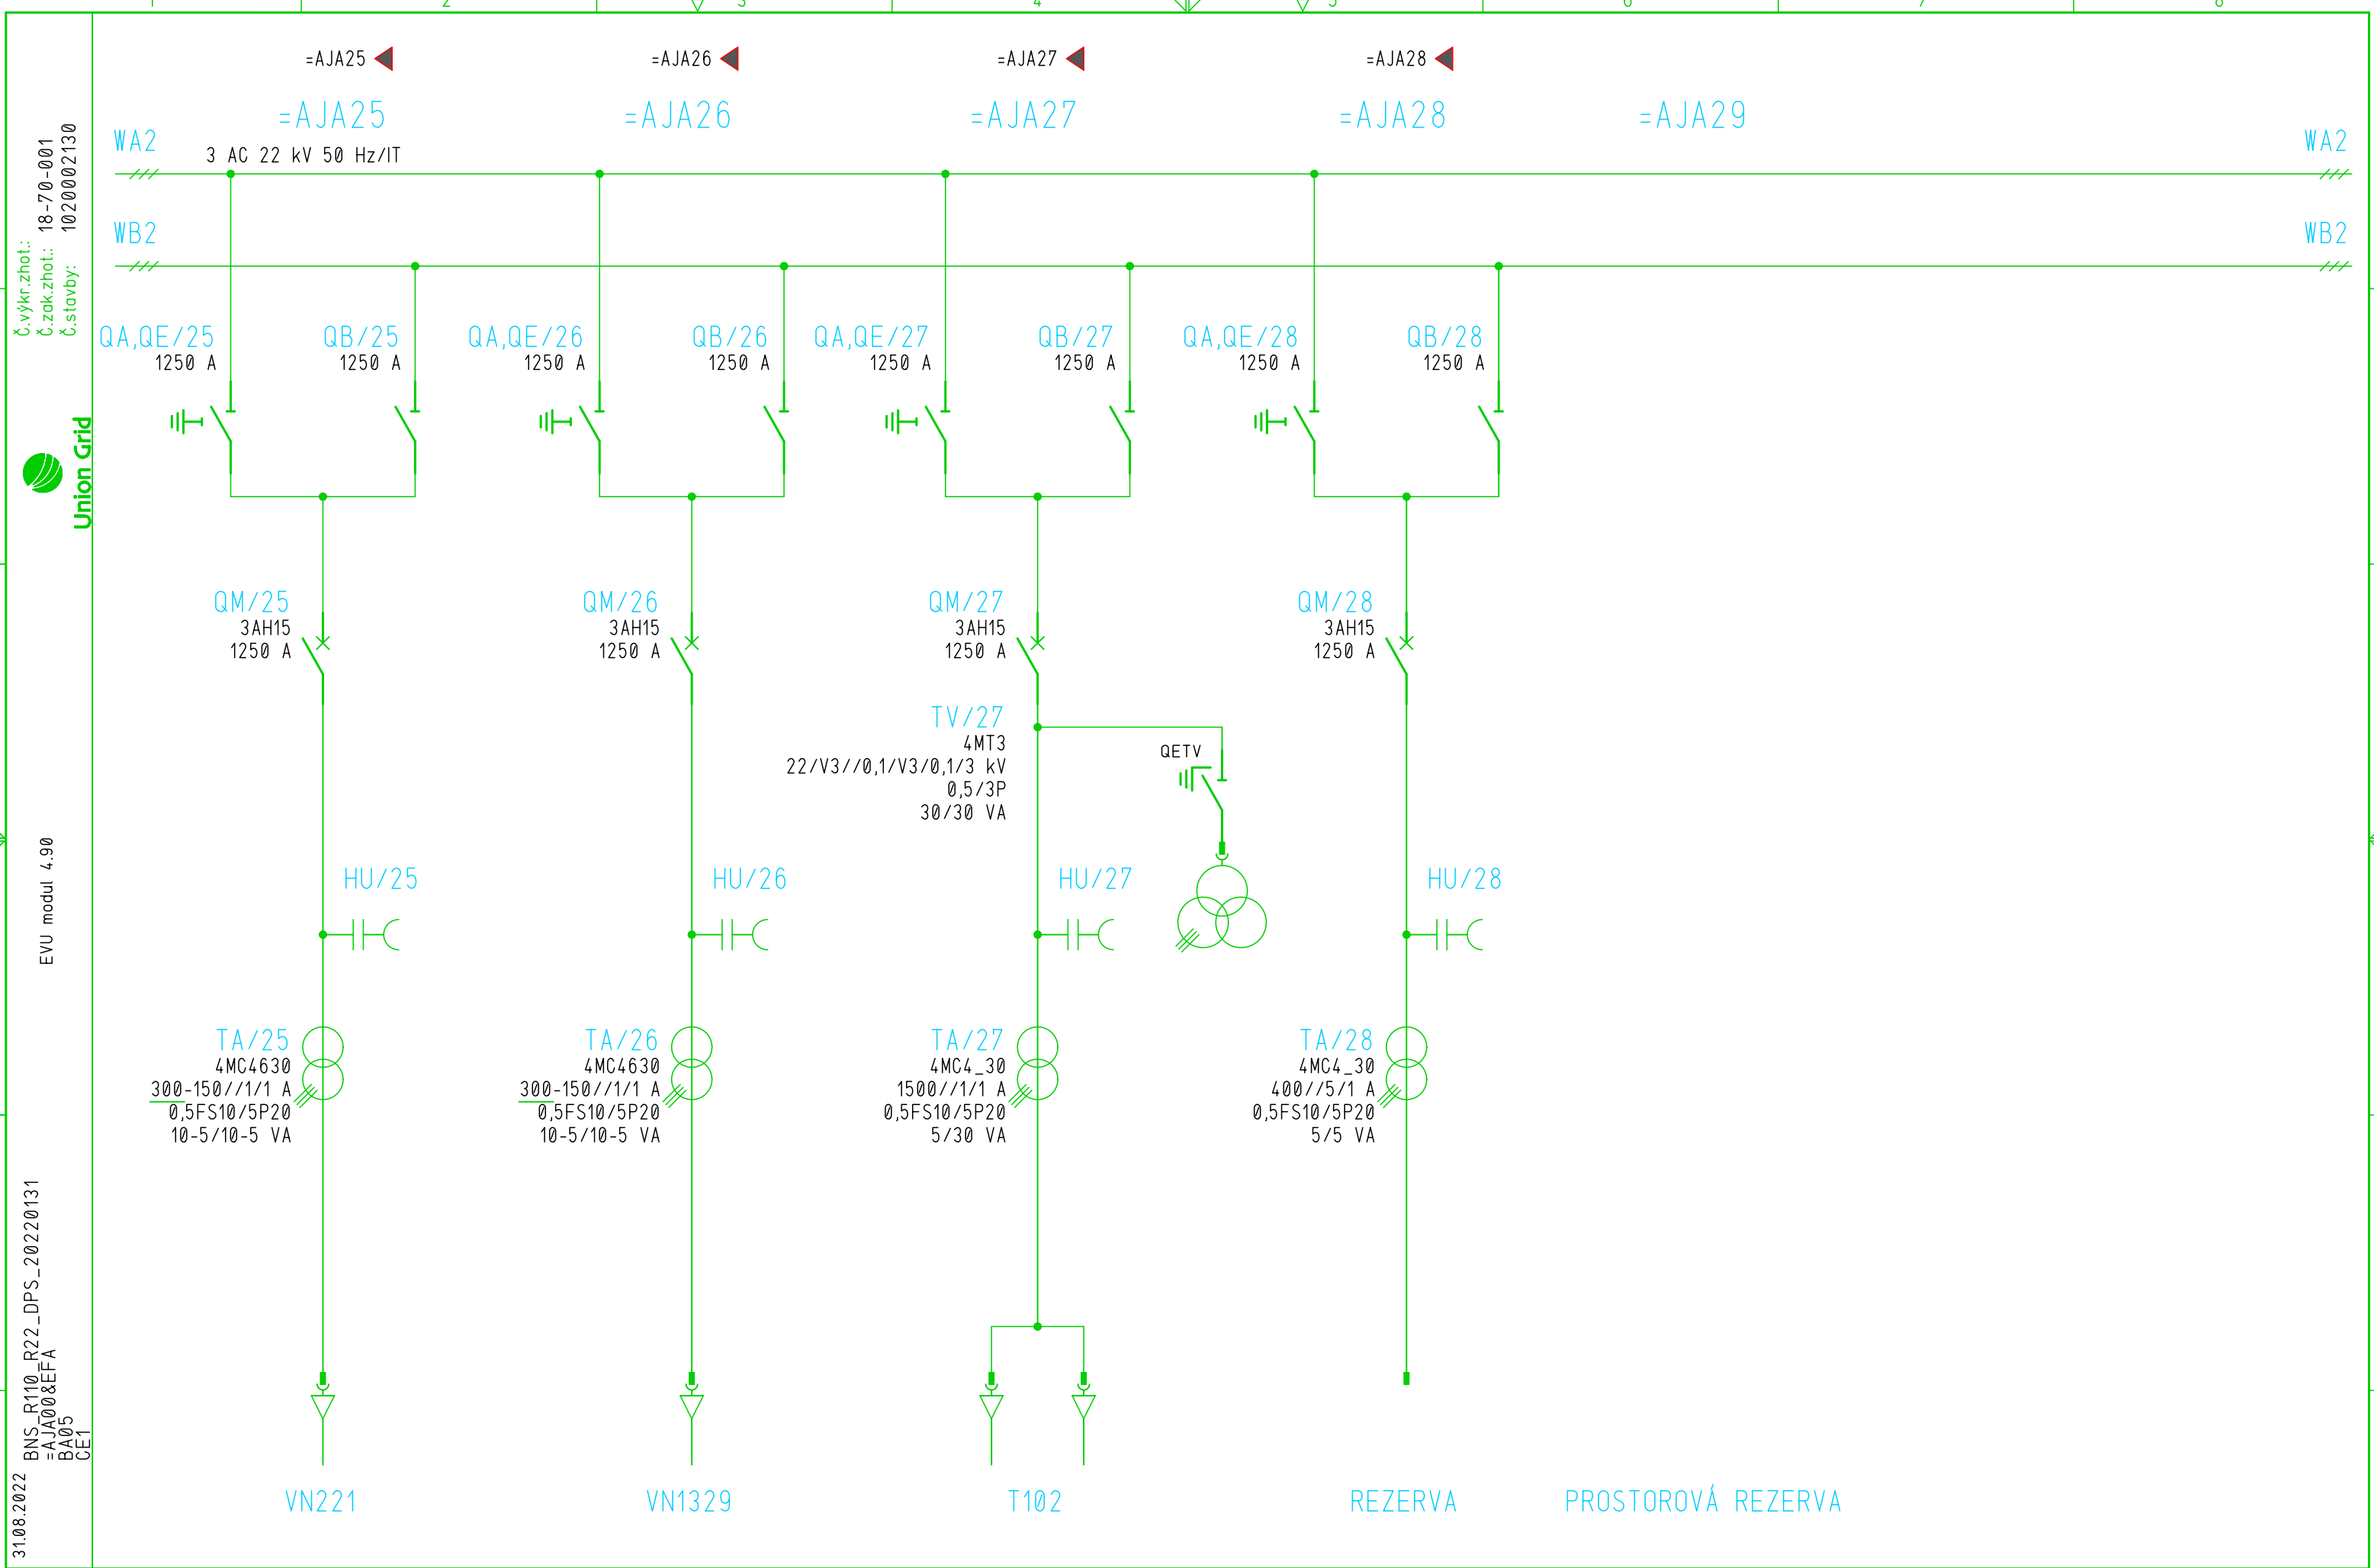 1 2 3 4 5 6 7 8
=AJA25 =AJA26 =AJA27 =AJA28
=AJA25 =AJA26 =AJA27 =AJA28 =AJA29
WA2 WA2
3 AC 22 kV 50 Hz/IT
WB2 WB2
QA,QE/25 QB/25 QA,QE/26 QB/26 QA,QE/27 QB/27 QA,QE/28 QB/28
1250 A 1250 A 1250 A 1250 A 1250 A 1250 A 1250 A 1250 A
QM/25 QM/26 QM/27 QM/28
3AH15 3AH15 3AH15 3AH15
1250 A 1250 A 1250 A 1250 A
TV/27
4MT3
QETV
22/V3//0,1/V3/0,1/3 kV
0,5/3P
30/30 VA
HU/25 HU/26 HU/27 HU/28
TA/25 TA/26 TA/27 TA/28
4MC4630 4MC4630 4MC4_30 4MC4_30
300-150//1/1 A 300-150//1/1 A 1500//1/1 A 400//5/1 A
0,5FS10/5P20 0,5FS10/5P20 0,5FS10/5P20 0,5FS10/5P20
10-5/10-5 VA 10-5/10-5 VA 5/30 VA 5/5 VA
VN221 VN1329 T102 REZERVA PROSTOROVÁ REZERVA
Č.výkr.zhot.:
Č.zak.zhot.: 18-70-001
Č.stavby: 10200002130
Union Grid
EVU modul 4.90
BNS_R110_R22_DPS_20220131
=AJA00&EFA
BA05
CE1
31.08.2022